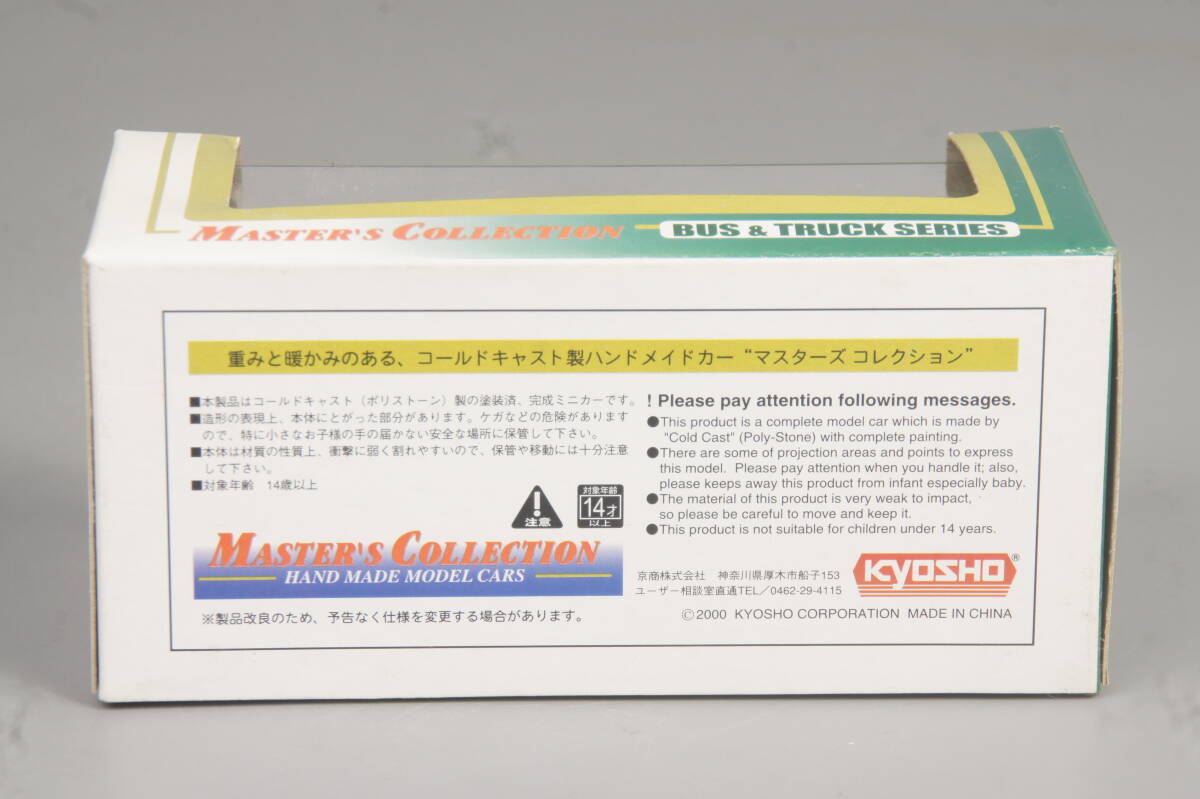 MASTER'S COLLECTION
BUS & TRUCK SERIES
重みと暖かみのある、コールドキャスト製ハンドメイドカー “マスターズ コレクション”
■本製品はコールドキャスト（ポリストーン）製の塗装済、完成ミニカーです。
■造形の表現上、本体にとがった部分があります。ケガなどの危険があります
ので、特に小さなお子様の手の届かない安全な場所に保管して下さい。
■本体は材質の性質上、衝撃に弱く割れやすいので、保管や移動には十分注意
して下さい。
■対象年齢 14歳以上
注意
対象年齢
14才
以上
MASTER'S COLLECTION
HAND MADE MODEL CARS
※製品改良のため、予告なく仕様を変更する場合があります。
! Please pay attention following messages.
●This product is a complete model car which is made by
"Cold Cast" (Poly-Stone) with complete painting.
●There are some of projection areas and points to express
this model. Please pay attention when you handle it; also,
please keeps away this product from infant especially baby.
●The material of this product is very weak to impact,
so please be careful to move and keep it.
●This product is not suitable for children under 14 years.
京商株式会社 神奈川県厚木市船子153
ユーザー相談室直通TEL／0462-29-4115
KYOSHO®
©2000 KYOSHO CORPORATION MADE IN CHINA